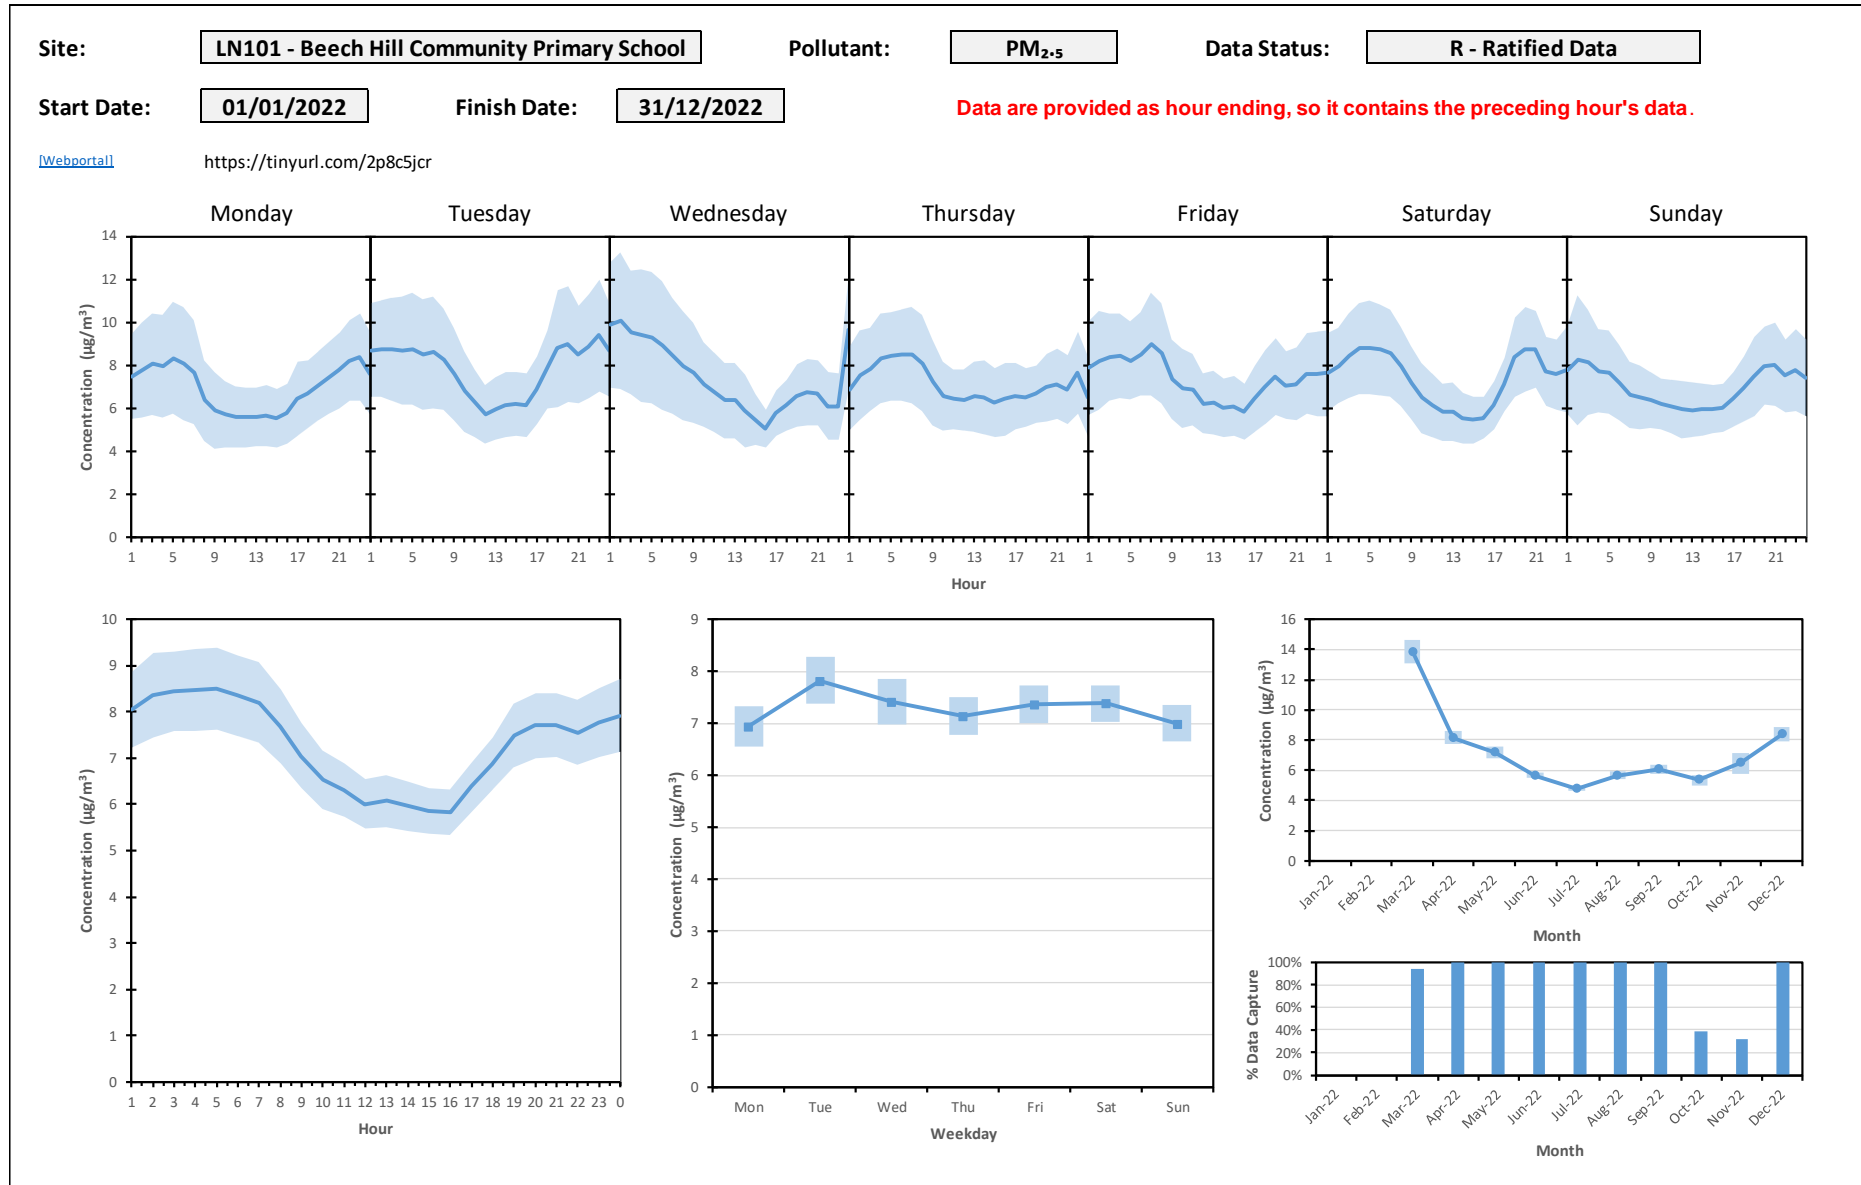 Site: LN101 - Beech Hill Community Primary School Pollutant: PM₂.₅ Data Status: R - Ratified Data
Start Date: 01/01/2022 Finish Date: 31/12/2022 Data are provided as hour ending, so it contains the preceding hour's data.
[Webportal] https://tinyurl.com/2p8c5jcr
Monday Tuesday Wednesday Thursday Friday Saturday Sunday
Concentration (µg/m³)
14
12
10
8
6
4
2
0
1 5 9 13 17 21 1 5 9 13 17 21 1 5 9 13 17 21 1 5 9 13 17 21 1 5 9 13 17 21 1 5 9 13 17 21 1 5 9 13 17 21
Hour
Concentration (µg/m³)
10
9
8
7
6
5
4
3
2
1
0
1 2 3 4 5 6 7 8 9 10 11 12 13 14 15 16 17 18 19 20 21 22 23 0
Hour
Concentration (µg/m³)
9
8
7
6
5
4
3
2
1
0
Mon Tue Wed Thu Fri Sat Sun
Weekday
Concentration (µg/m³)
16
14
12
10
8
6
4
2
0
Jan-22 Feb-22 Mar-22 Apr-22 May-22 Jun-22 Jul-22 Aug-22 Sep-22 Oct-22 Nov-22 Dec-22
Month
% Data Capture
100%
80%
60%
40%
20%
0%
Jan-22 Feb-22 Mar-22 Apr-22 May-22 Jun-22 Jul-22 Aug-22 Sep-22 Oct-22 Nov-22 Dec-22
Month